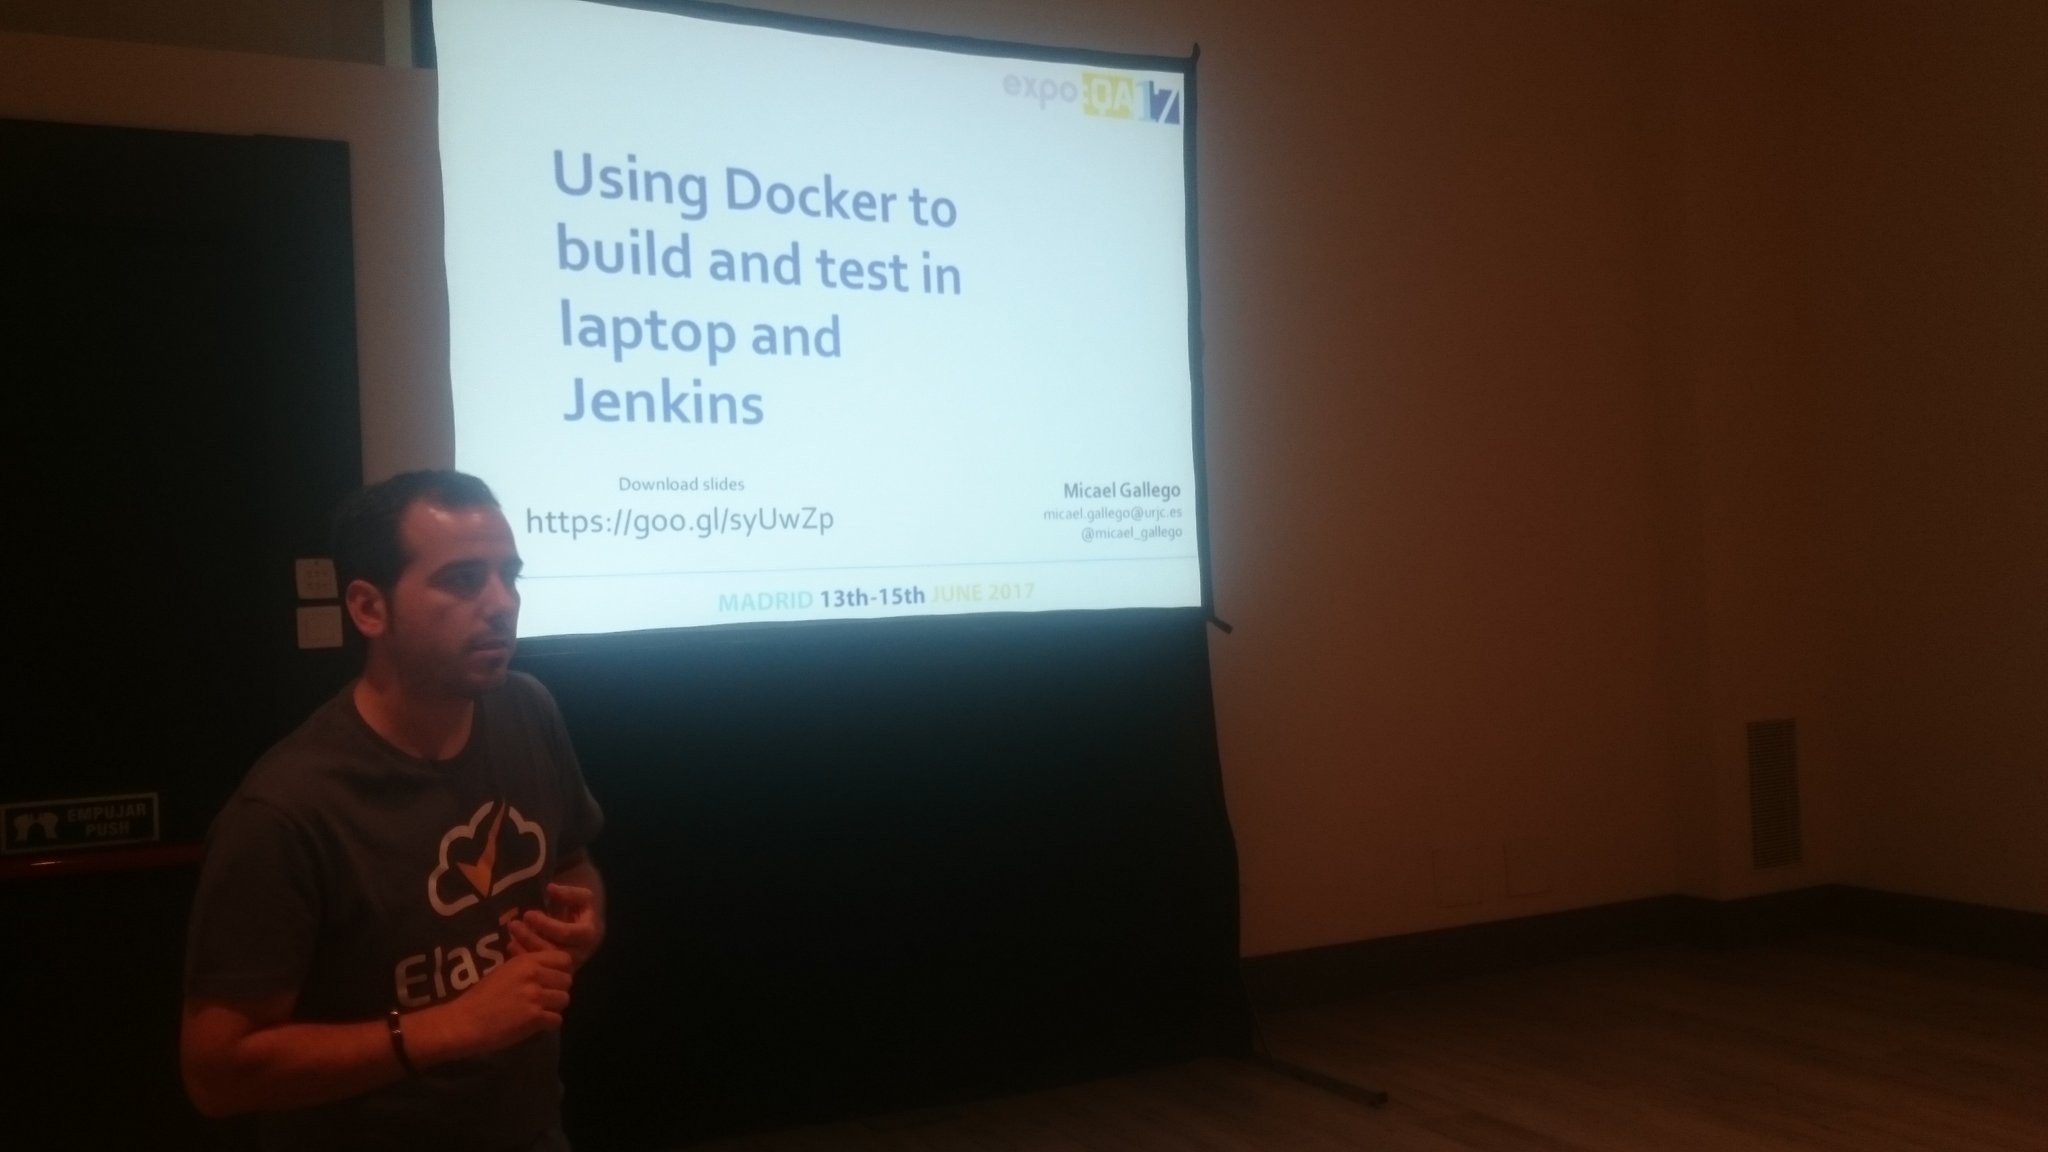 expo:QA17
Using Docker to
build and test in
laptop and
Jenkins
Download slides
https://goo.gl/syUwZp
Micael Gallego
micael.gallego@urjc.es
@micael_gallego
MADRID 13th-15th JUNE 2017
EMPUJAR
PUSH
ElasT